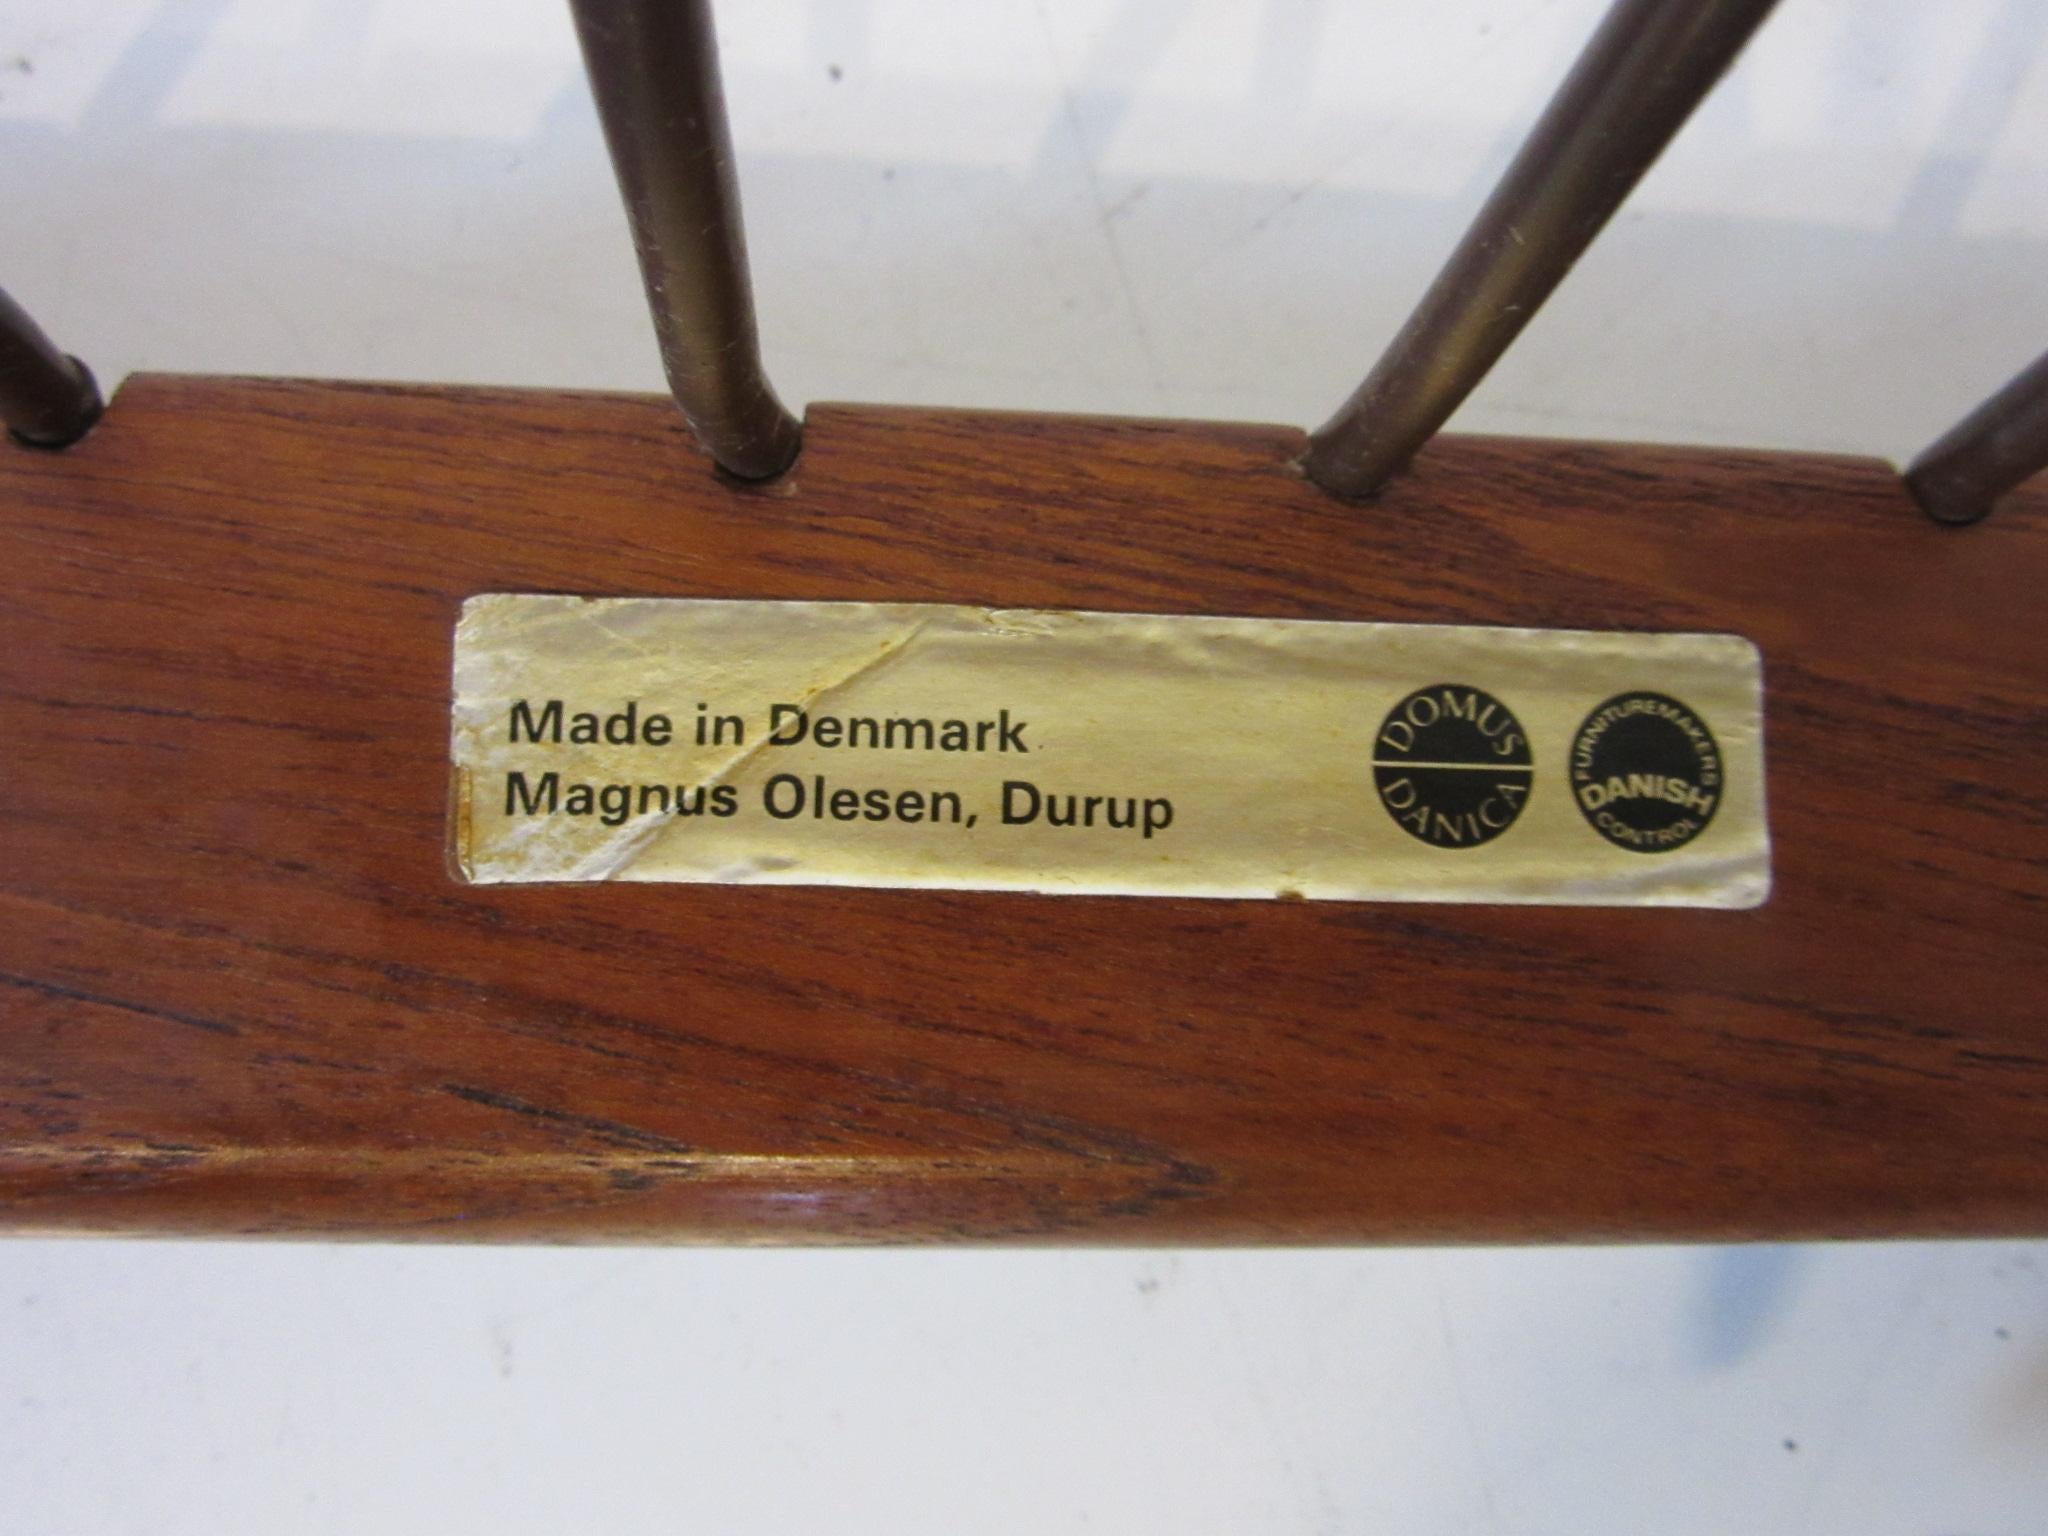 Made in Denmark
Magnus Olesen, Durup
DOMUS
DANICA
FURNITUREMAKERS
DANISH
CONTROL